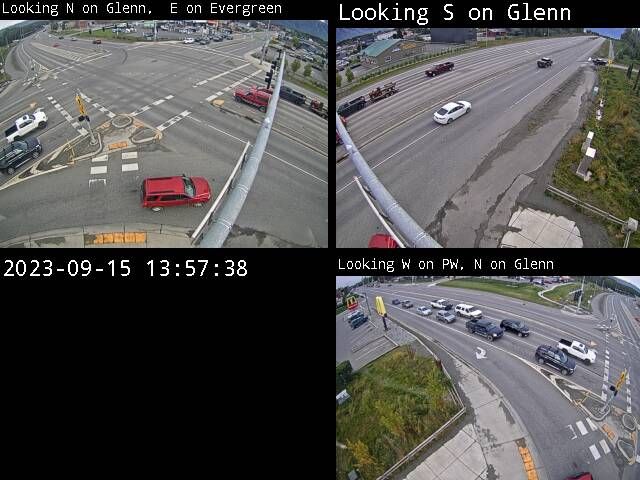 Looking N on Glenn, E on Evergreen
Looking S on Glenn
2023-09-15 13:57:38
Looking W on PW, N on Glenn